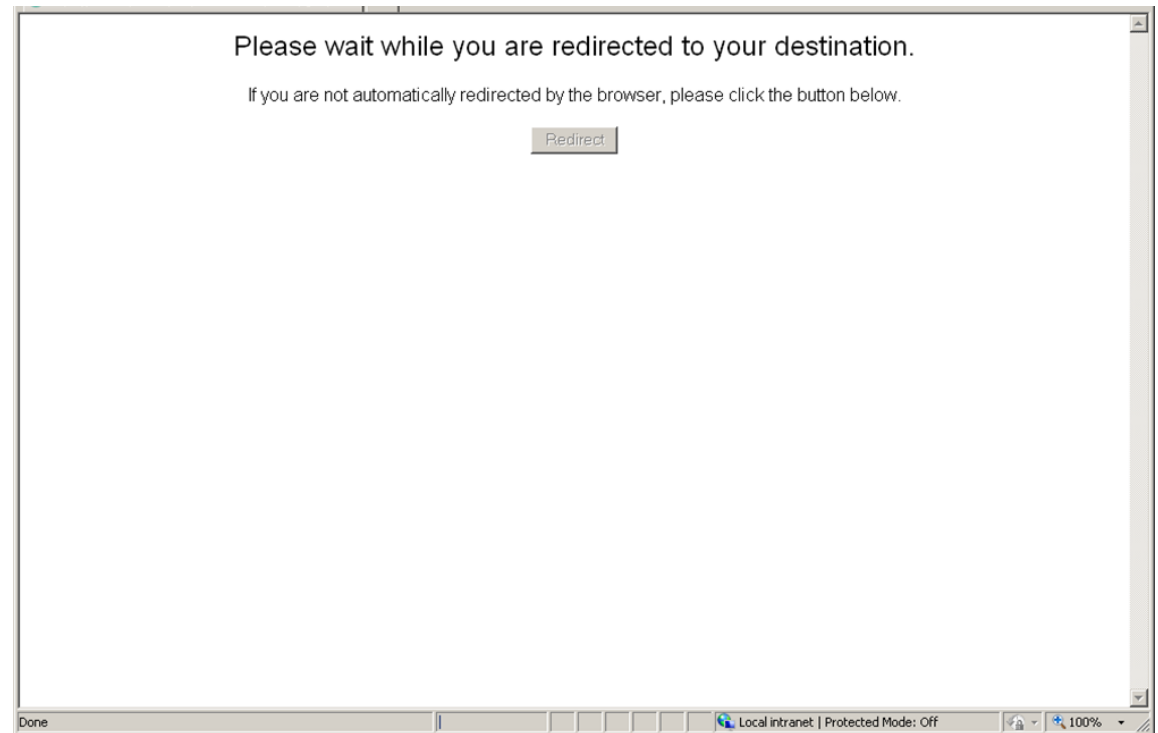 Please wait while you are redirected to your destination.
If you are not automatically redirected by the browser, please click the button below.
Redirect
Done
Local intranet | Protected Mode: Off
100%